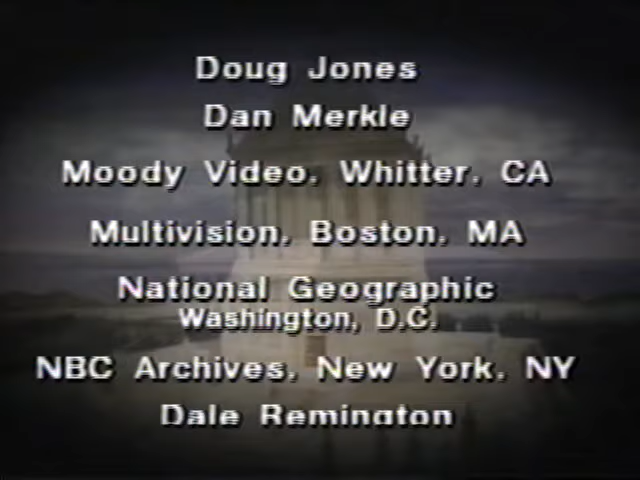 Doug Jones
Dan Merkle
Moody Video, Whitter, CA
Multivision, Boston, MA
National Geographic
Washington, D.C.
NBC Archives, New York, NY
Dale Remington